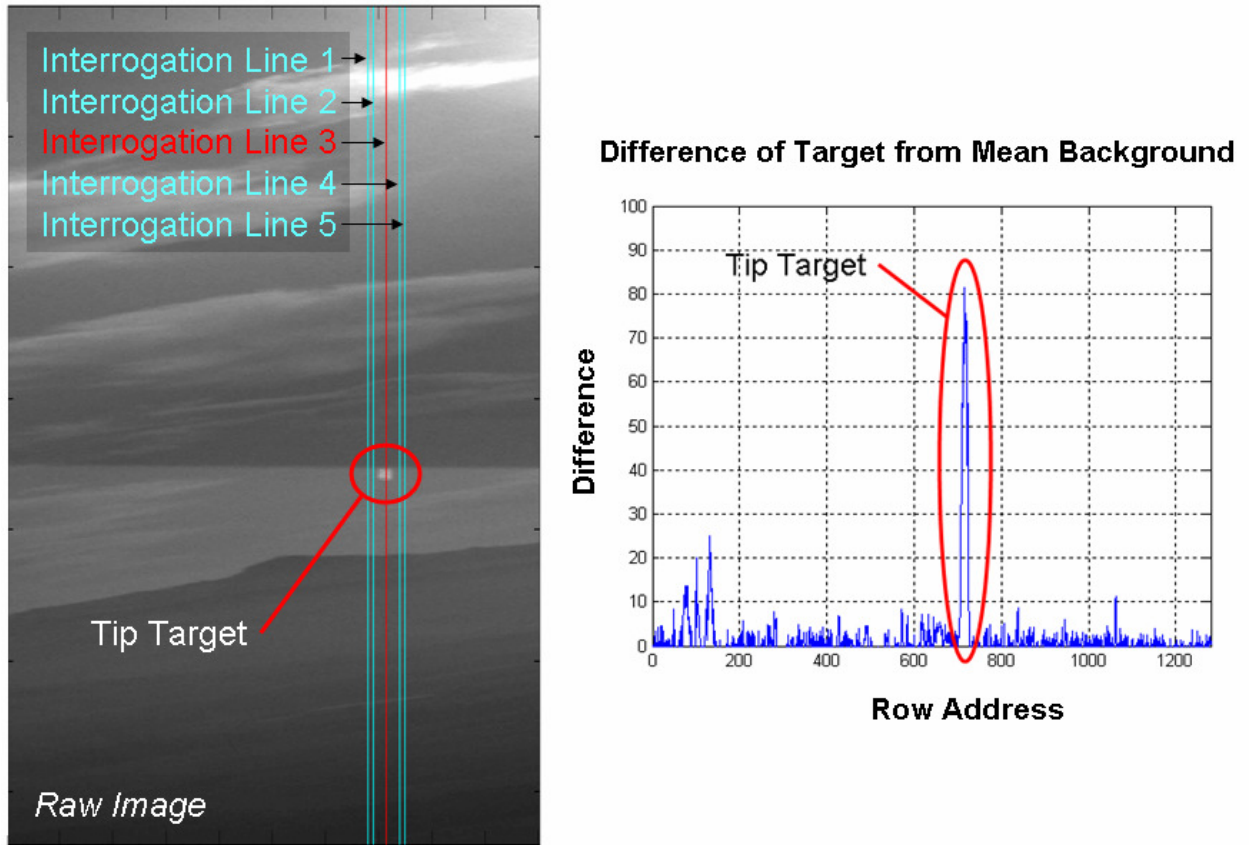 Interrogation Line 1
Interrogation Line 2
Interrogation Line 3
Interrogation Line 4
Interrogation Line 5
Tip Target
Raw Image
Difference of Target from Mean Background
Difference
100
90
80
70
60
50
40
30
20
10
0
Tip Target
0 200 400 600 800 1000 1200
Row Address